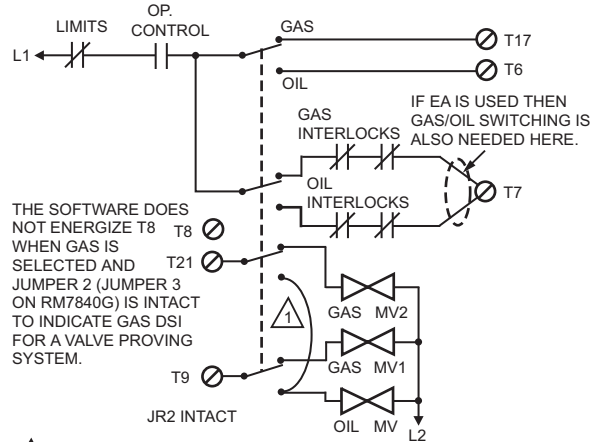 LIMITS
OP.
CONTROL
GAS
L1
T17
T6
OIL
GAS
INTERLOCKS
IF EA IS USED THEN
GAS/OIL SWITCHING IS
ALSO NEEDED HERE.
OIL
INTERLOCKS
T7
THE SOFTWARE DOES
NOT ENERGIZE T8
WHEN GAS IS
SELECTED AND
JUMPER 2 (JUMPER 3
ON RM7840G) IS INTACT
TO INDICATE GAS DSI
FOR A VALVE PROVING
SYSTEM.
T8
T21
1
GAS MV2
GAS MV1
T9
JR2 INTACT
OIL MV
L2